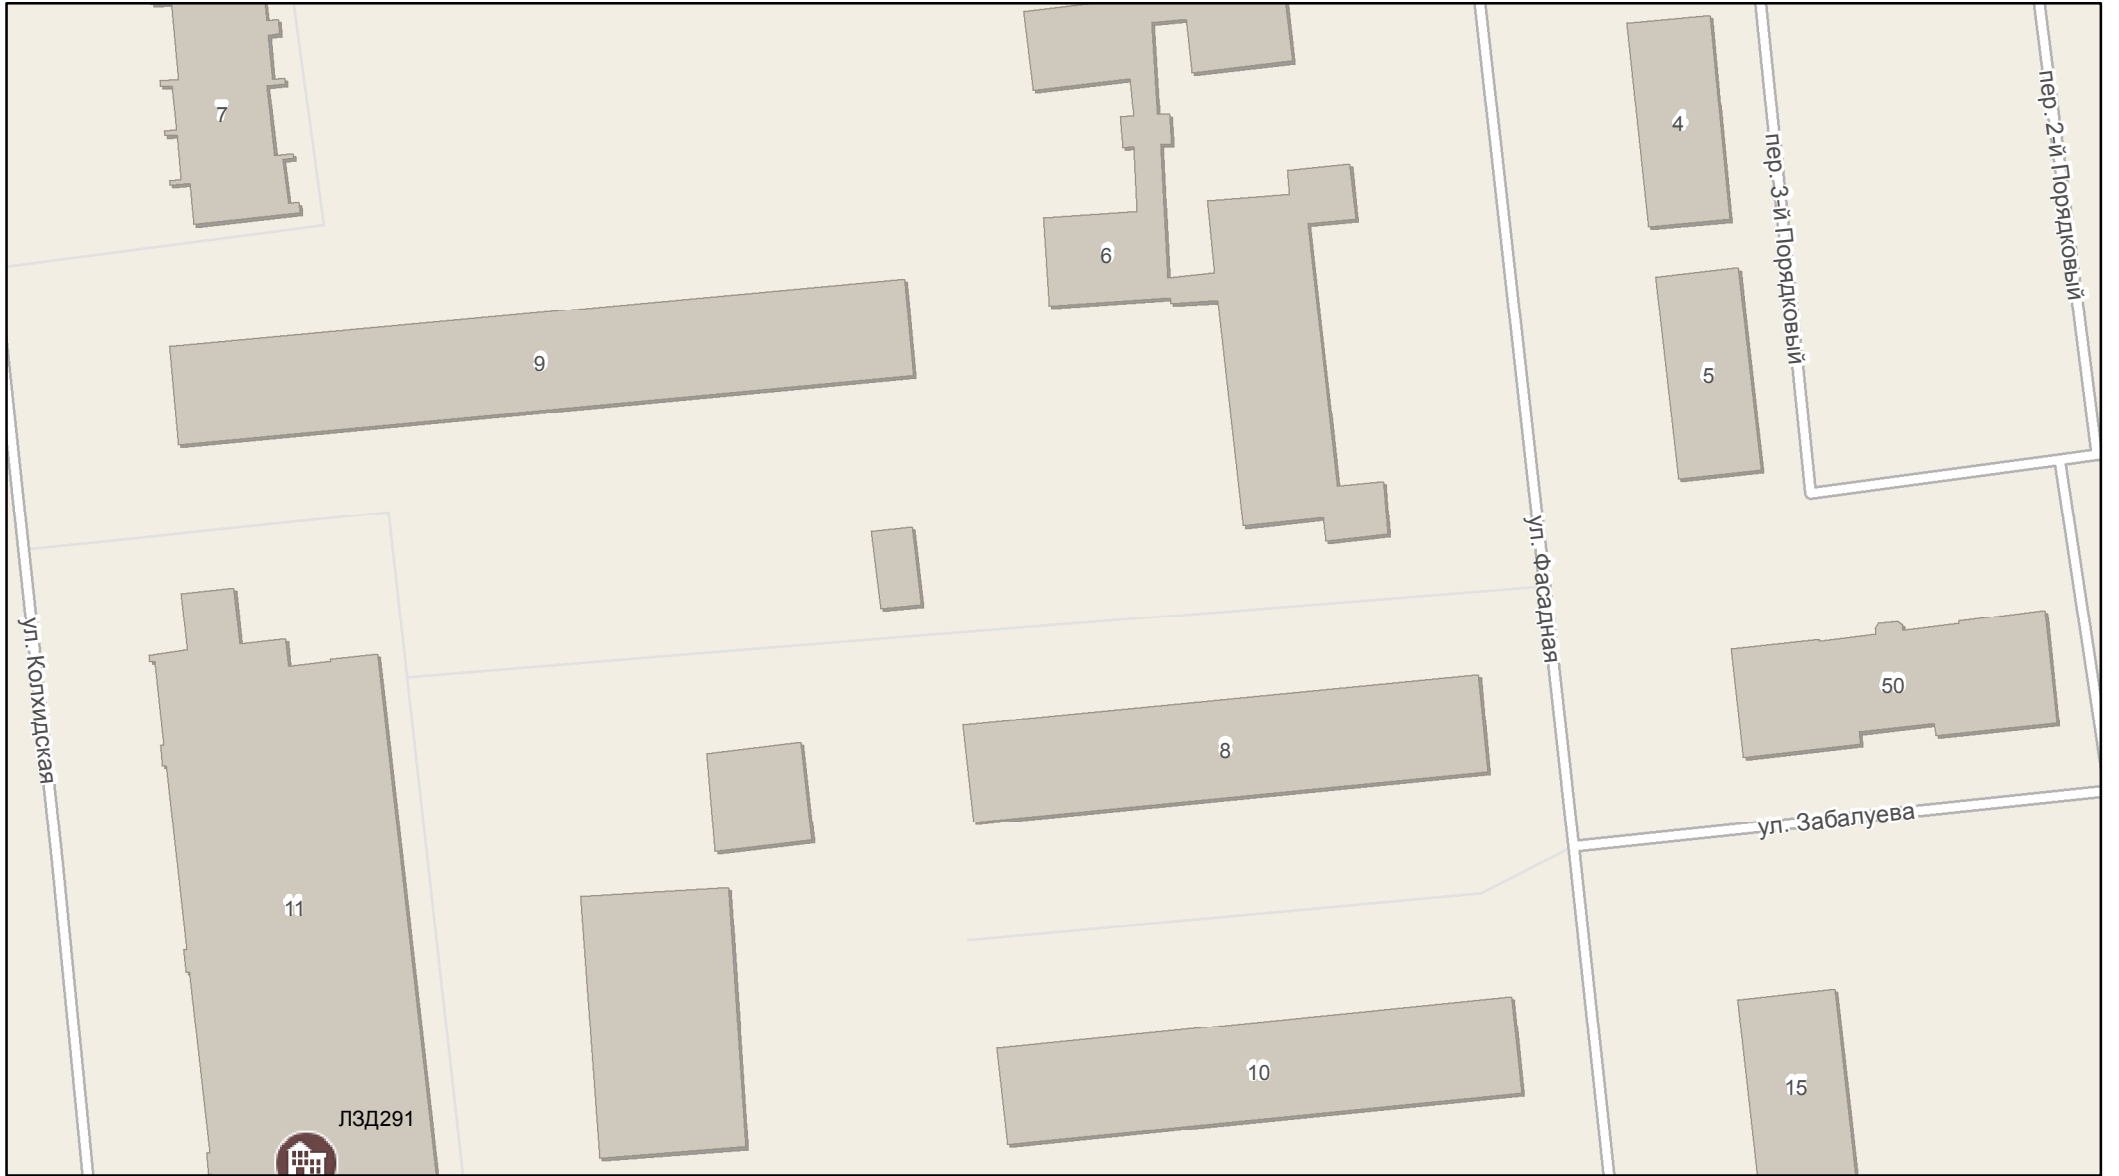 7
4
пер. 3-й Порядковый
пер. 2-й Порядковый
6
9
5
ул. Фасадная
ул. Колхидская
50
8
ул. Забалуева
11
10
15
ЛЗД291